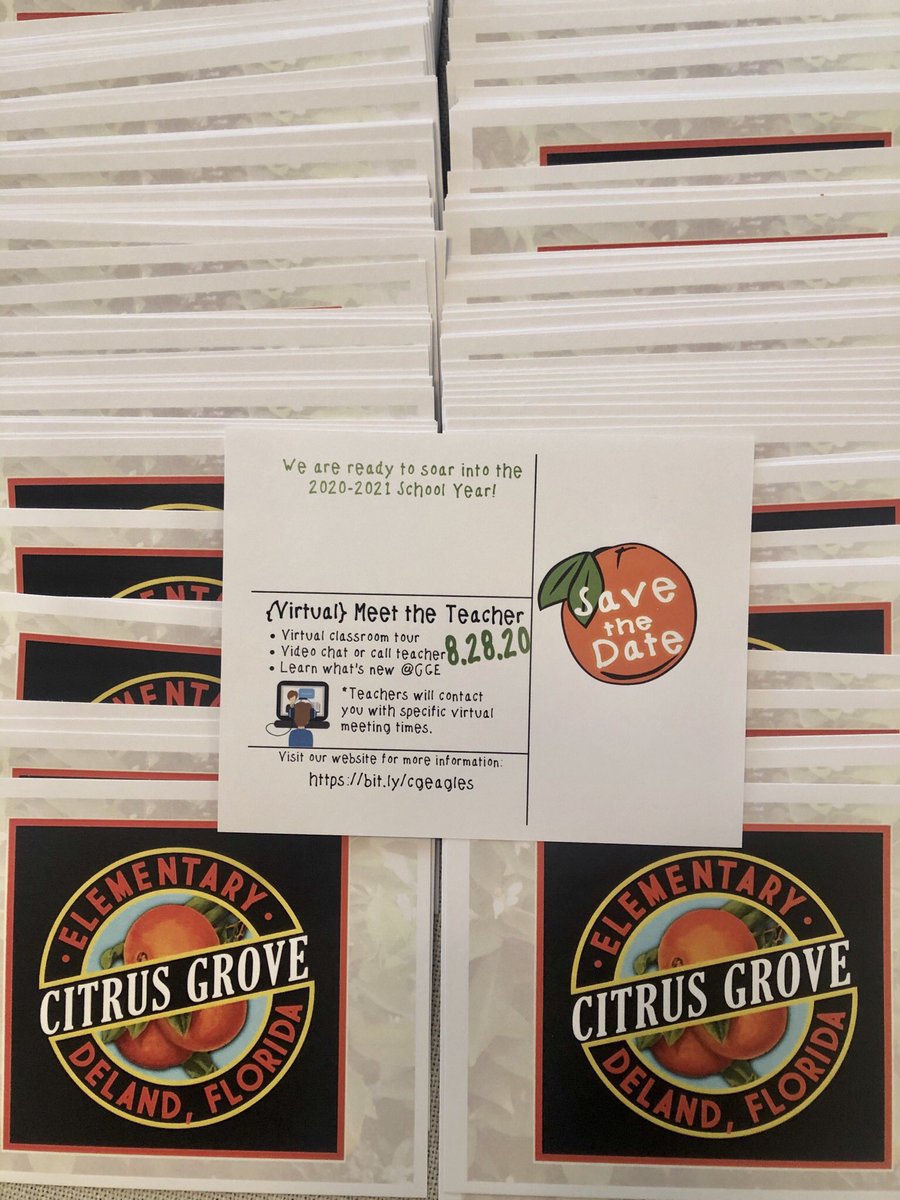 We are ready to soar into the
2020-2021 School Year!
{Virtual} Meet the Teacher
• Virtual classroom tour
• Video chat or call teacher
• Learn what's new @CGE
8.28.20
*Teachers will contact
you with specific virtual
meeting times.
Visit our website for more information:
https://bit.ly/cgeagles
Save
the
Date
• ELEMENTARY •
CITRUS GROVE
DELAND, FLORIDA
• ELEMENTARY •
CITRUS GROVE
DELAND, FLORIDA